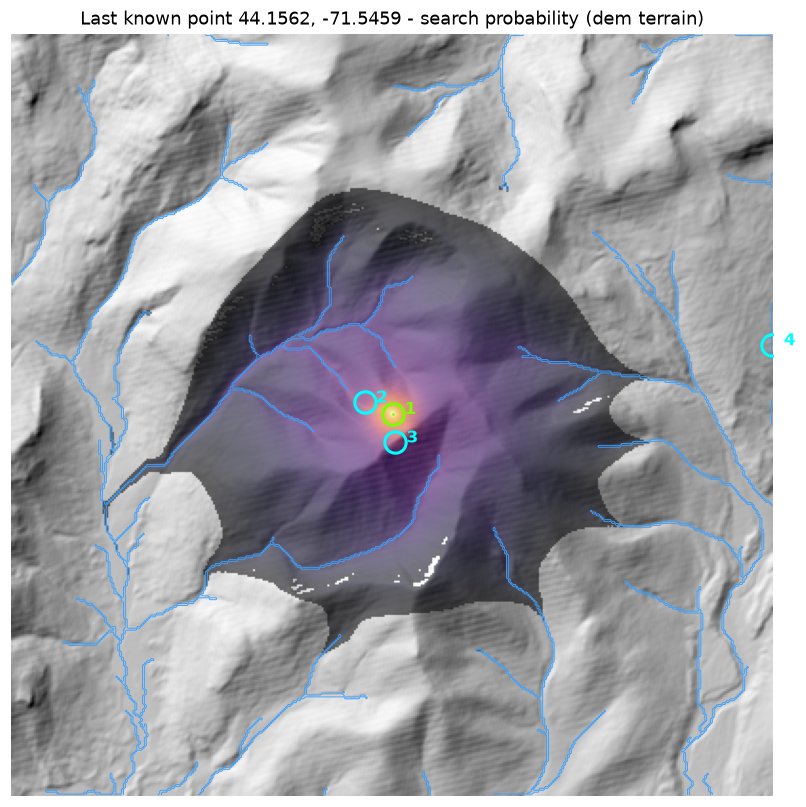 Last known point 44.1562, -71.5459 - search probability (dem terrain)
4
2
1
3